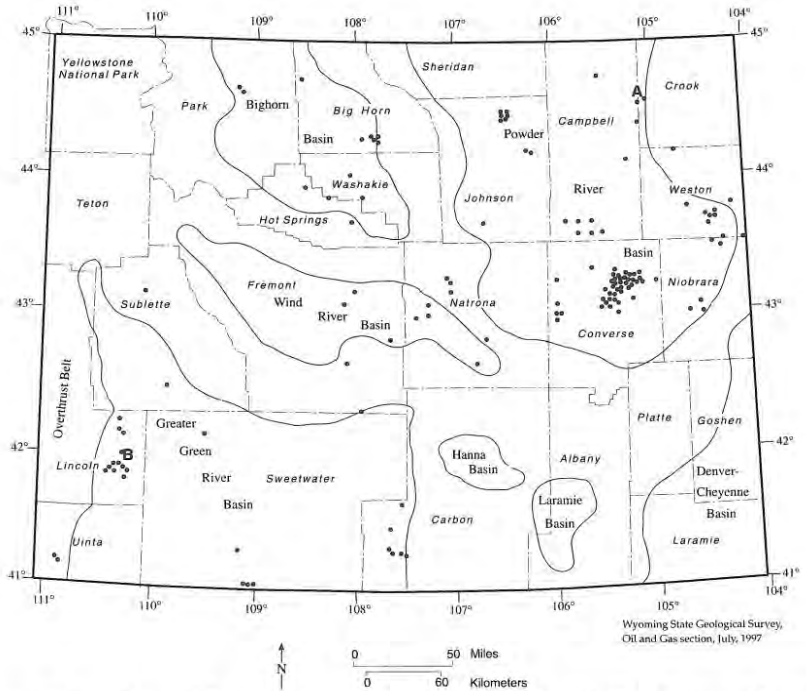 111° 110° 109° 108° 107° 106° 105° 104°
45° 45°
Yellowstone
National Park
Sheridan
Crook
Park
Bighorn
Big Horn
A
Campbell
Powder
Basin
44° 44°
Washakie
Johnson
River
Weston
Teton
Hot Springs
Basin
Fremont
Wind
Natrona
Niobrara
43° 43°
Sublette
River
Basin
Converse
Overthrust Belt
Platte
Goshen
Greater
42° 42°
Green
B
Lincoln
River
Sweetwater
Hanna
Basin
Albany
Denver-
Cheyenne
Basin
Basin
Laramie
Basin
Carbon
Uinta
Laramie
41° 41°
111° 110° 109° 108° 107° 106° 105° 104°
Wyoming State Geological Survey,
Oil and Gas section, July, 1997
N
0 50 Miles
0 60 Kilometers